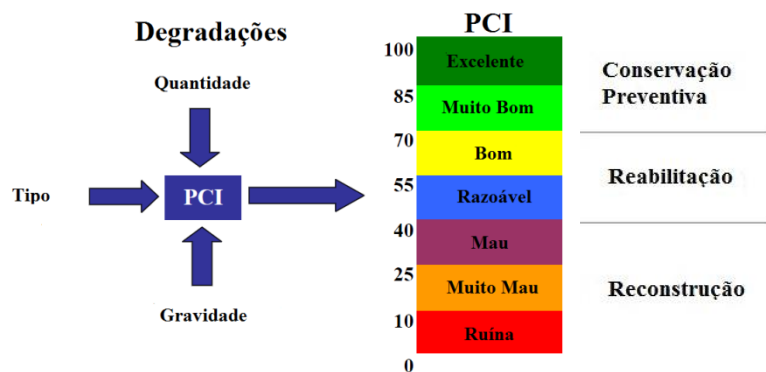 Degradações
Quantidade
Tipo
PCI
Gravidade
PCI
100
Excelente
85
Muito Bom
70
Bom
55
Razoável
40
Mau
25
Muito Mau
10
Ruína
0
Conservação
Preventiva
Reabilitação
Reconstrução